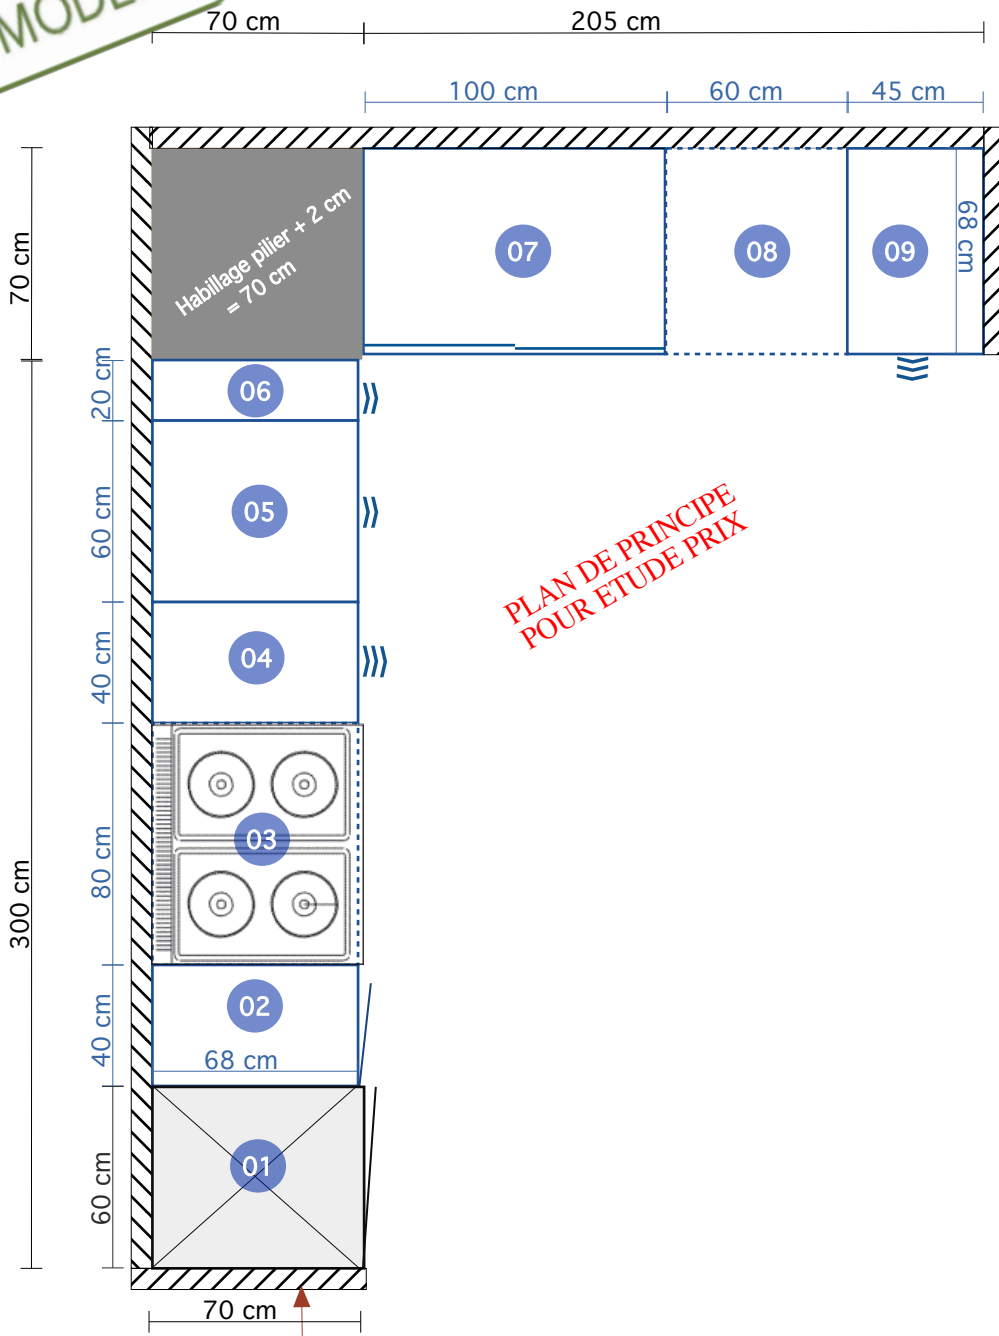 MODE
70 cm
205 cm
100 cm
60 cm
45 cm
70 cm
Habillage pilier + 2 cm
= 70 cm
07
08
09
68 cm
20 cm
06
60 cm
05
PLAN DE PRINCIPE
POUR ETUDE PRIX
40 cm
04
300 cm
80 cm
03
40 cm
02
68 cm
60 cm
01
70 cm